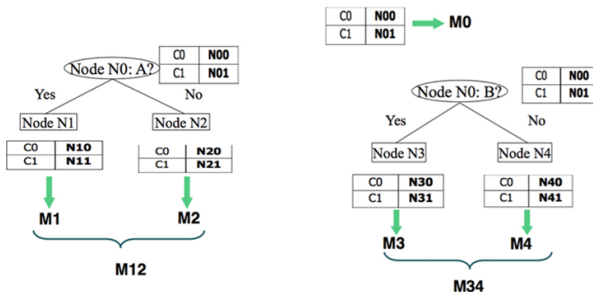 C0 N00
C1 N01
M0
Node N0: A?
C0 N00
C1 N01
Yes No
Node N1 Node N2
C0 N10
C1 N11
C0 N20
C1 N21
M1 M2
M12
Node N0: B?
C0 N00
C1 N01
Yes No
Node N3 Node N4
C0 N30
C1 N31
C0 N40
C1 N41
M3 M4
M34